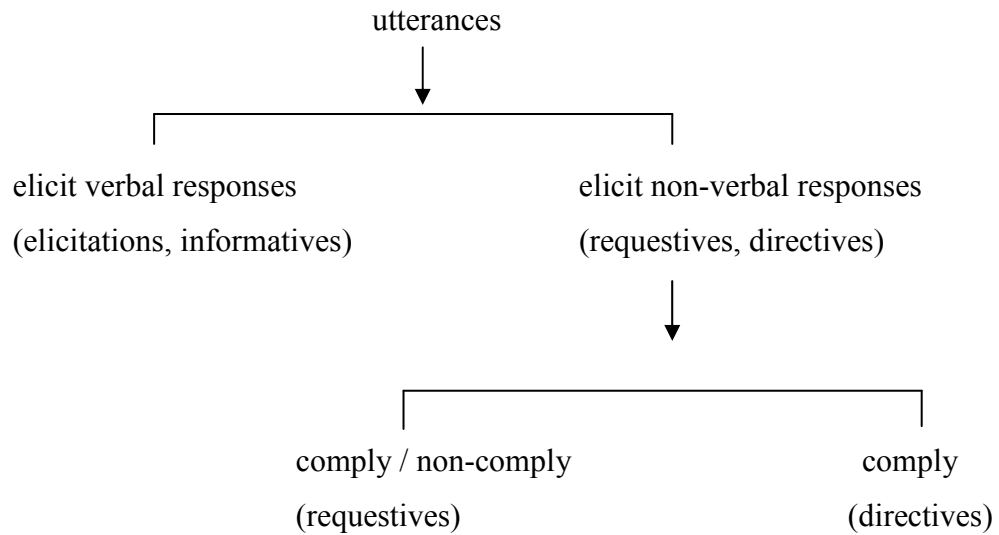 utterances
elicit verbal responses
(elicitations, informatives)
elicit non-verbal responses
(requestives, directives)
comply / non-comply
(requestives)
comply
(directives)